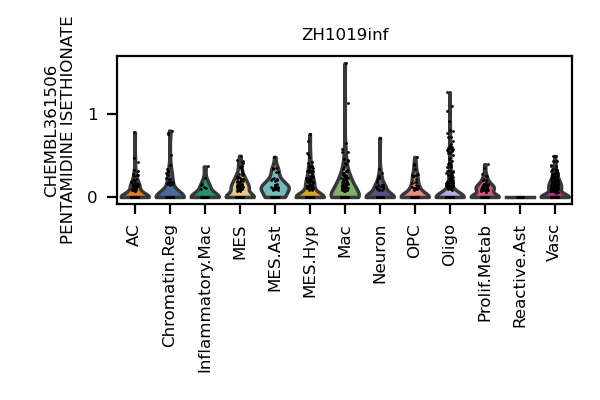 ZH1019inf
CHEMBL361506
PENTAMIDINE ISETHIONATE
1
0
AC
Chromatin.Reg
Inflammatory.Mac
MES
MES.Ast
MES.Hyp
Mac
Neuron
OPC
Oligo
Prolif.Metab
Reactive.Ast
Vasc